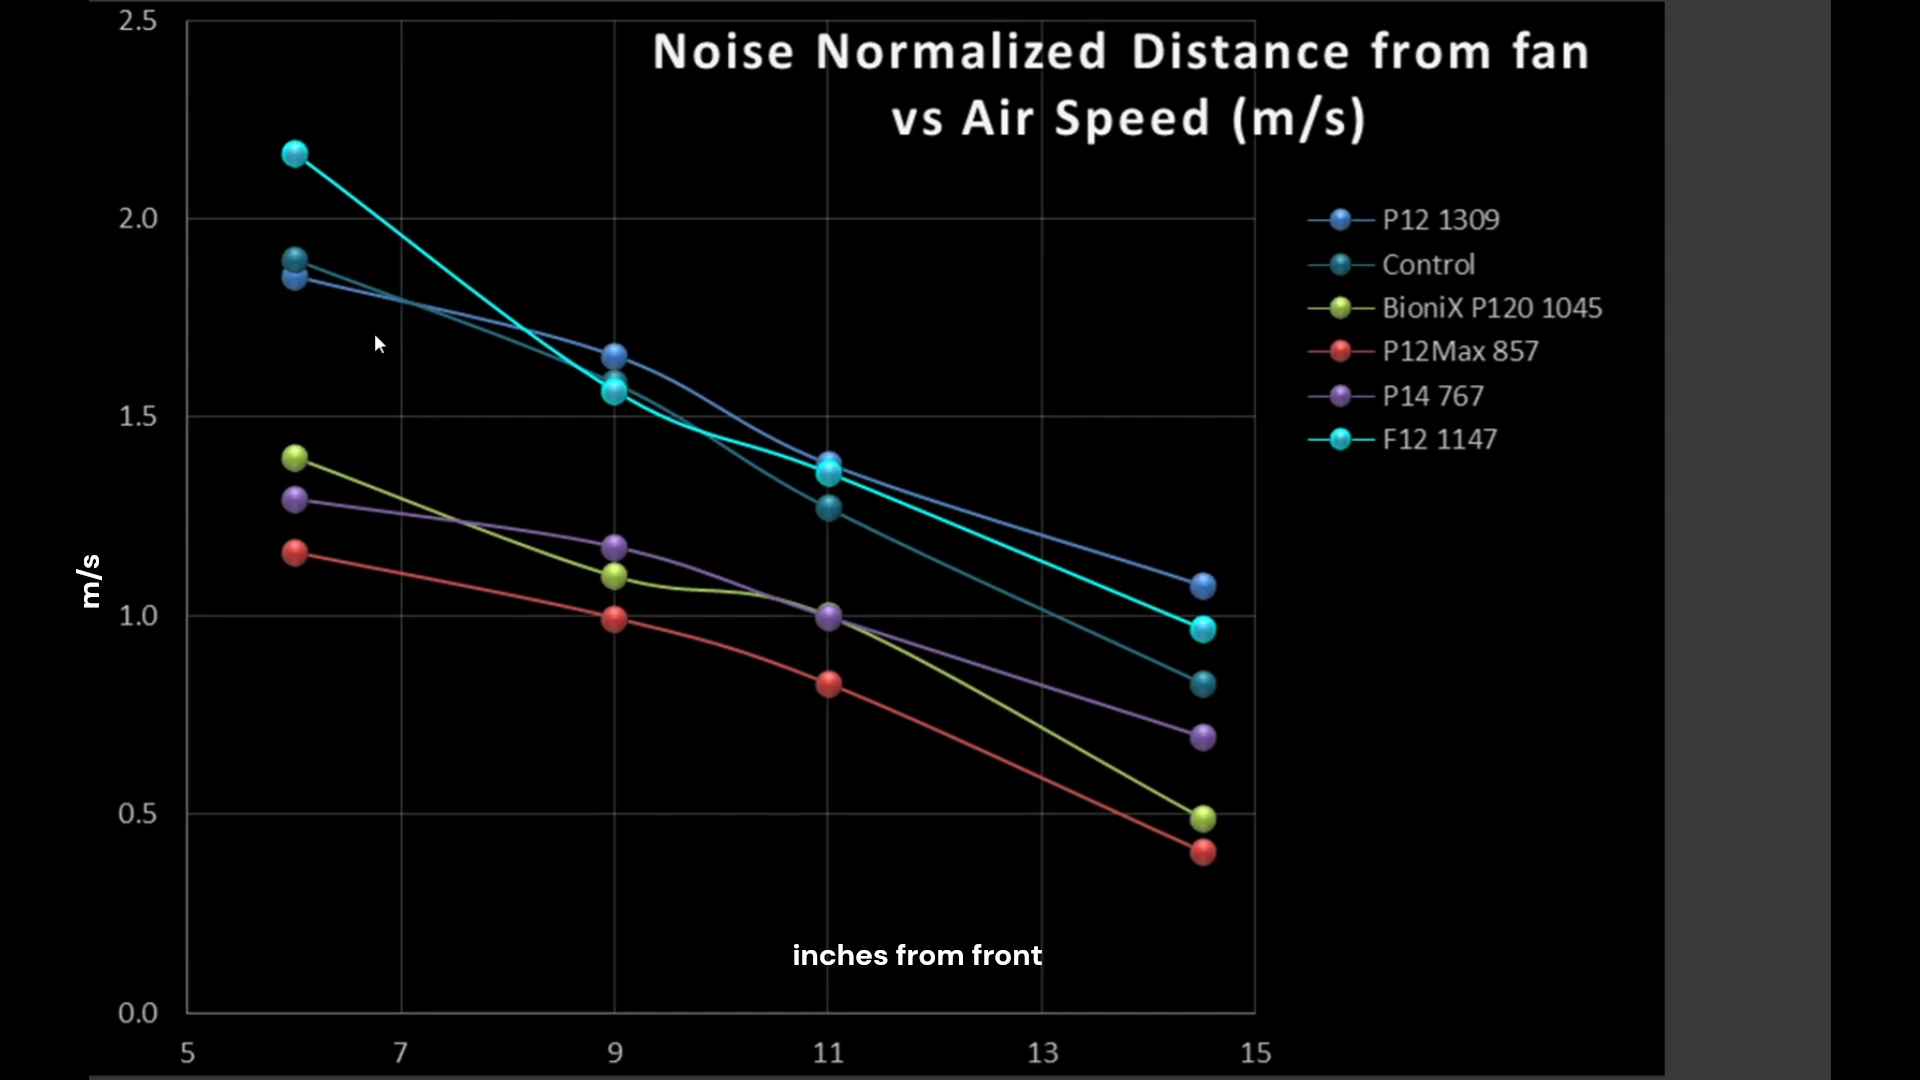 Noise Normalized Distance from fan
vs Air Speed (m/s)
2.5
2.0
1.5
1.0
0.5
0.0
m/s
5 7 9 11 13 15
inches from front
P12 1309
Control
BioniX P120 1045
P12Max 857
P14 767
F12 1147